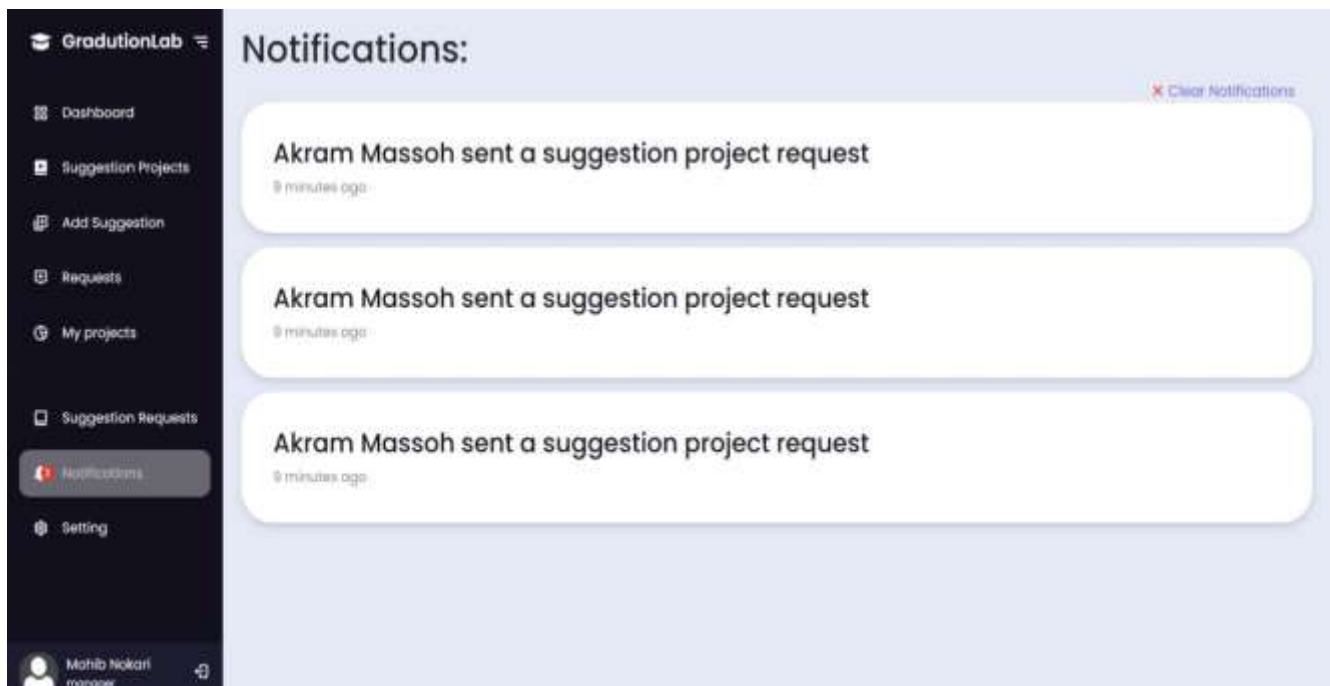 GradutionLab
Dashboard
Suggestion Projects
Add Suggestion
Requests
My projects
Suggestion Requests
Notifications
Setting
Mohib Nokari
manager
Notifications:
X Clear Notifications
Akram Massoh sent a suggestion project request
9 minutes ago
Akram Massoh sent a suggestion project request
9 minutes ago
Akram Massoh sent a suggestion project request
9 minutes ago